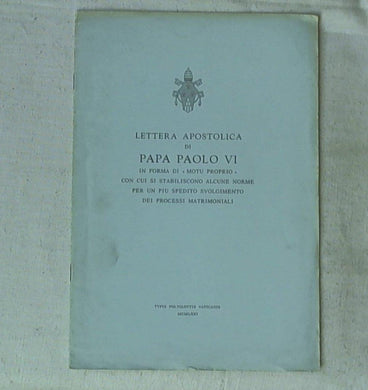 LETTERA APOSTOLICA
DI
PAPA PAOLO VI
IN FORMA DI « MOTU PROPRIO »
CON CUI SI STABILISCONO ALCUNE NORME
PER UN PIÙ SPEDITO SVOLGIMENTO
DEI PROCESSI MATRIMONIALI
TYPIS POLYGLOTTIS VATICANIS
MCMLXXI